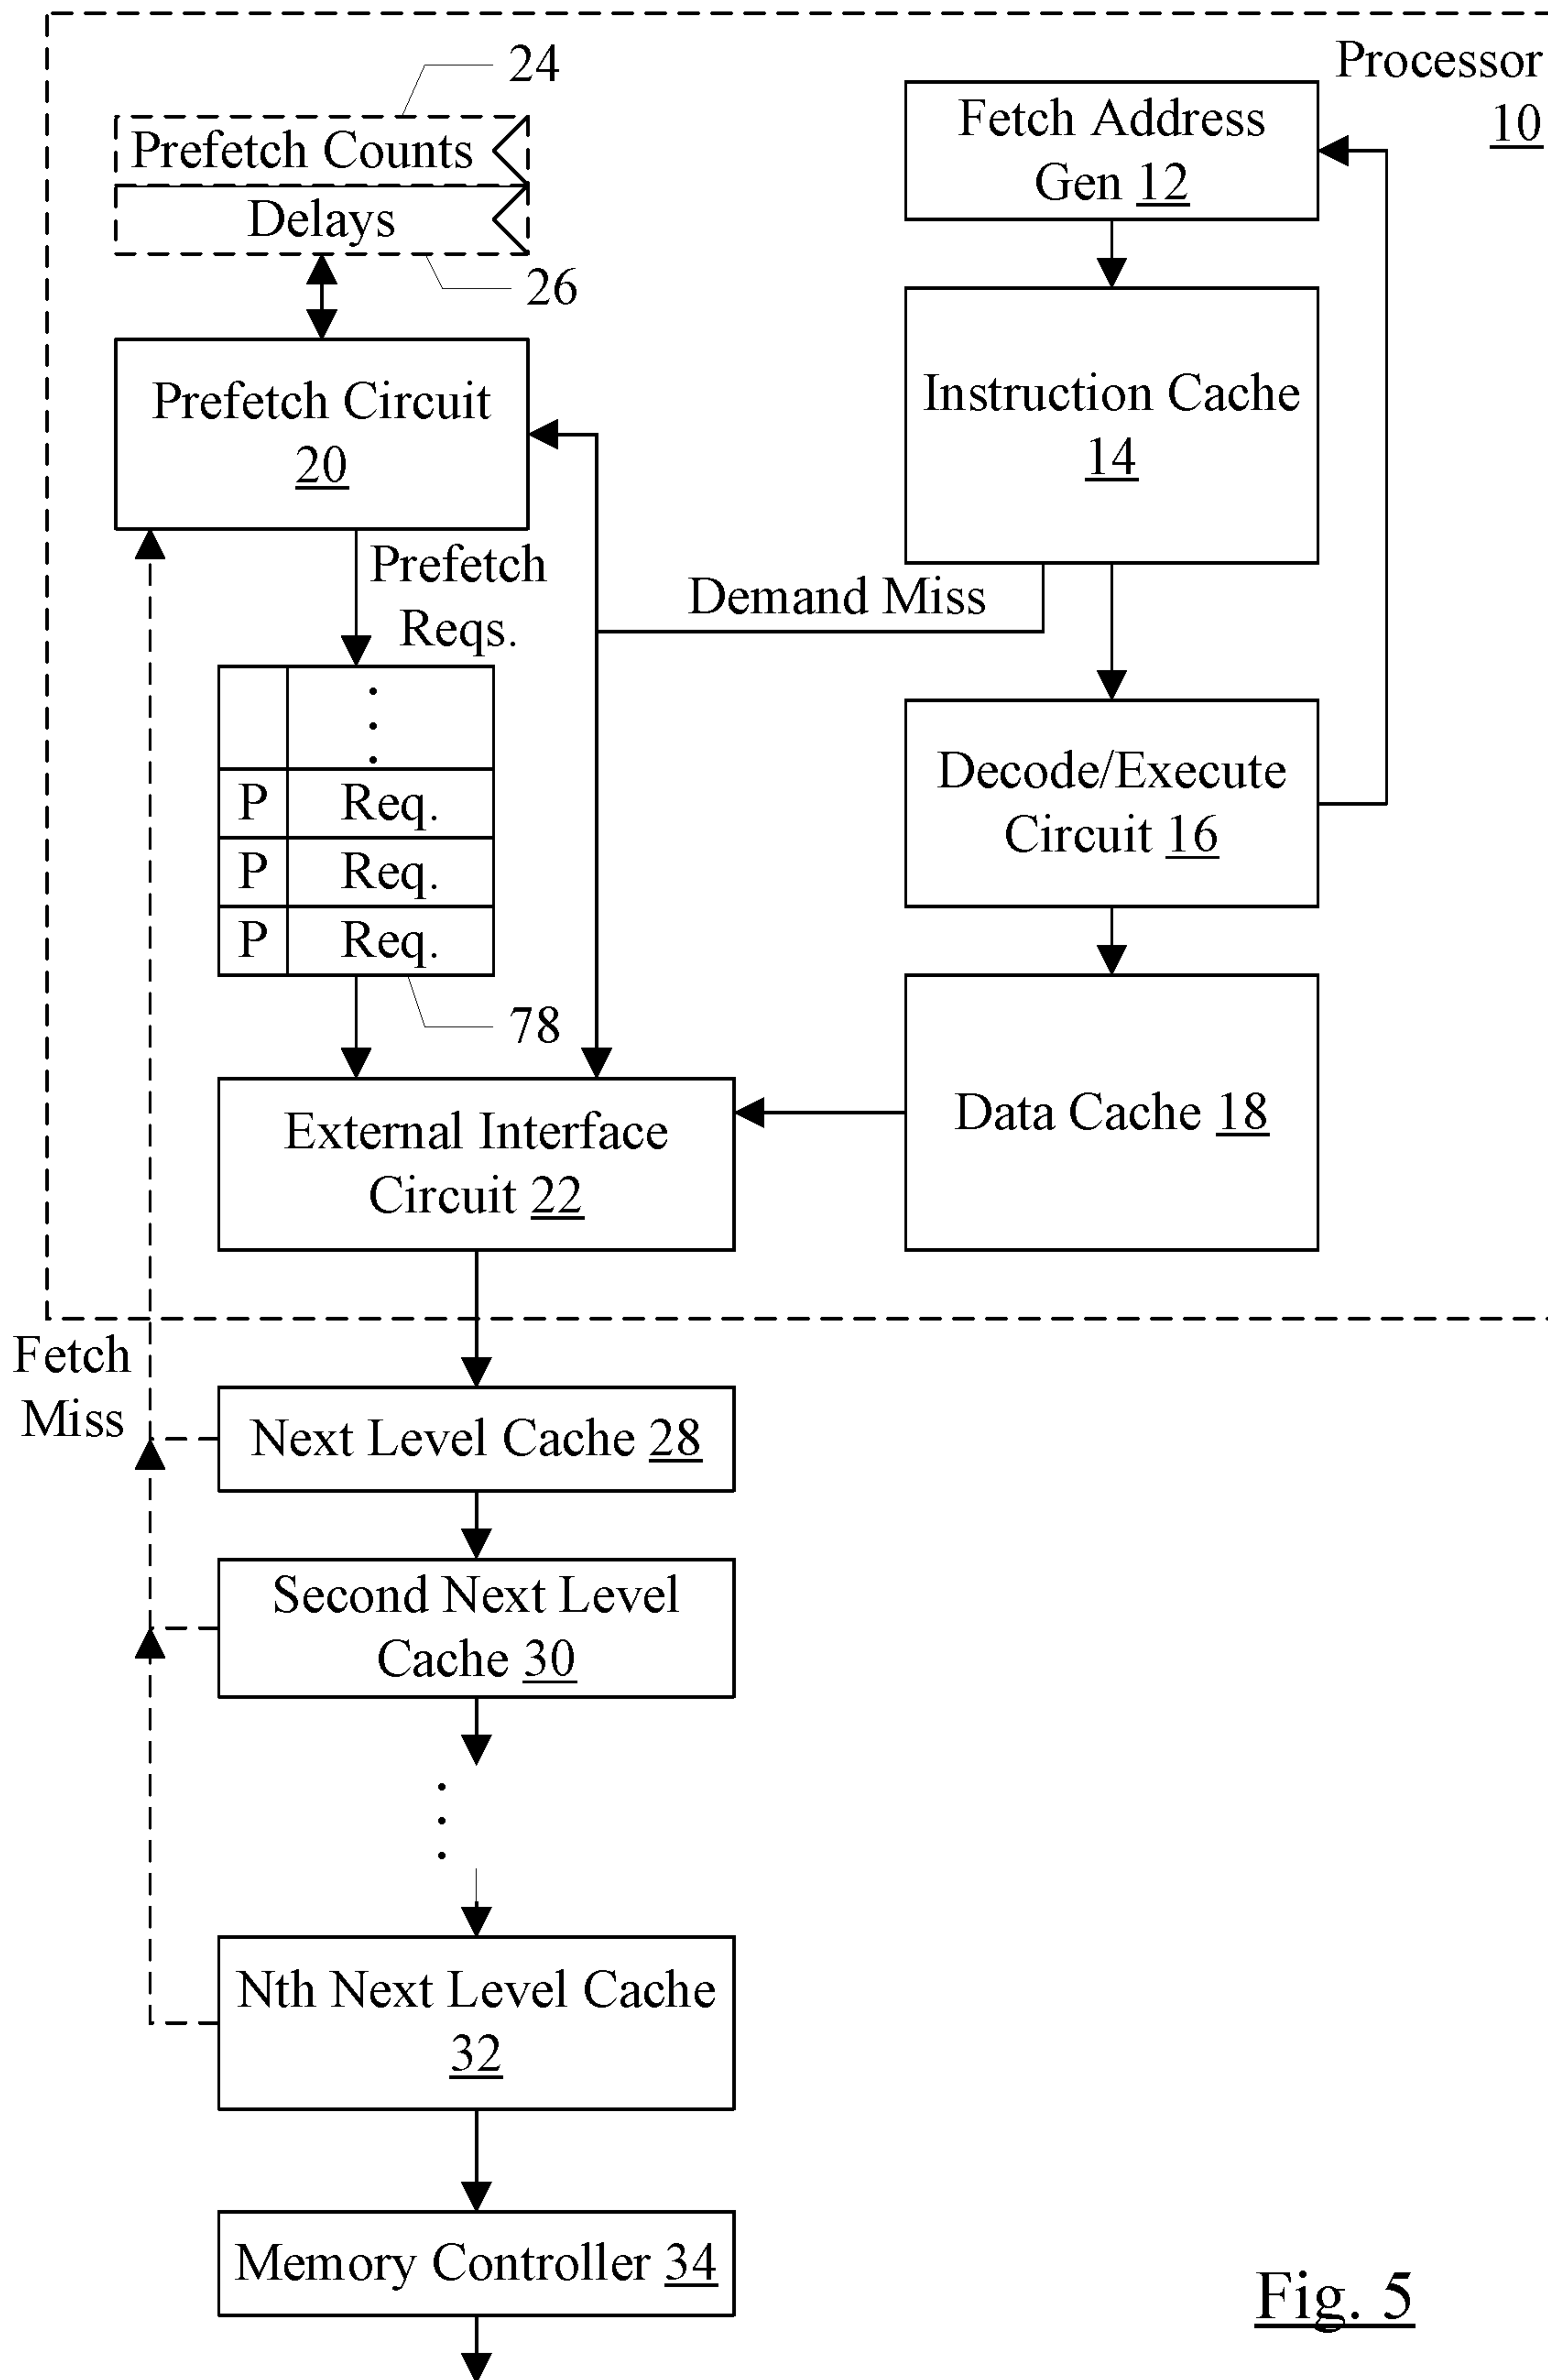 Processor
10
24
Prefetch Counts
Delays
26
Fetch Address
Gen 12
Prefetch Circuit
20
Instruction Cache
14
Prefetch
Reqs.
Demand Miss
P Req.
P Req.
P Req.
78
Decode/Execute
Circuit 16
External Interface
Circuit 22
Data Cache 18
Fetch
Miss
Next Level Cache 28
Second Next Level
Cache 30
Nth Next Level Cache
32
Memory Controller 34
Fig. 5